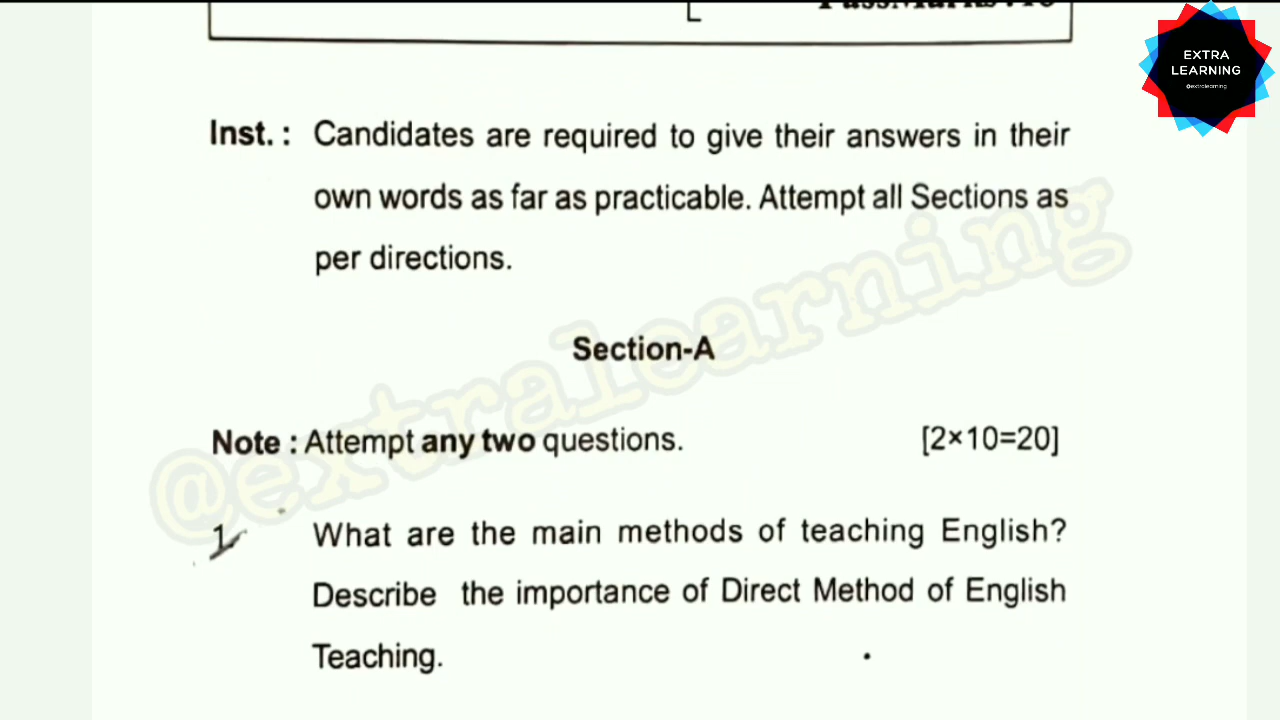 EXTRA
LEARNING
@extralearning
Inst. : Candidates are required to give their answers in their
own words as far as practicable. Attempt all Sections as
per directions.
Section-A
Note : Attempt any two questions. [2×10=20]
1. What are the main methods of teaching English?
Describe the importance of Direct Method of English
Teaching.
@extralearning